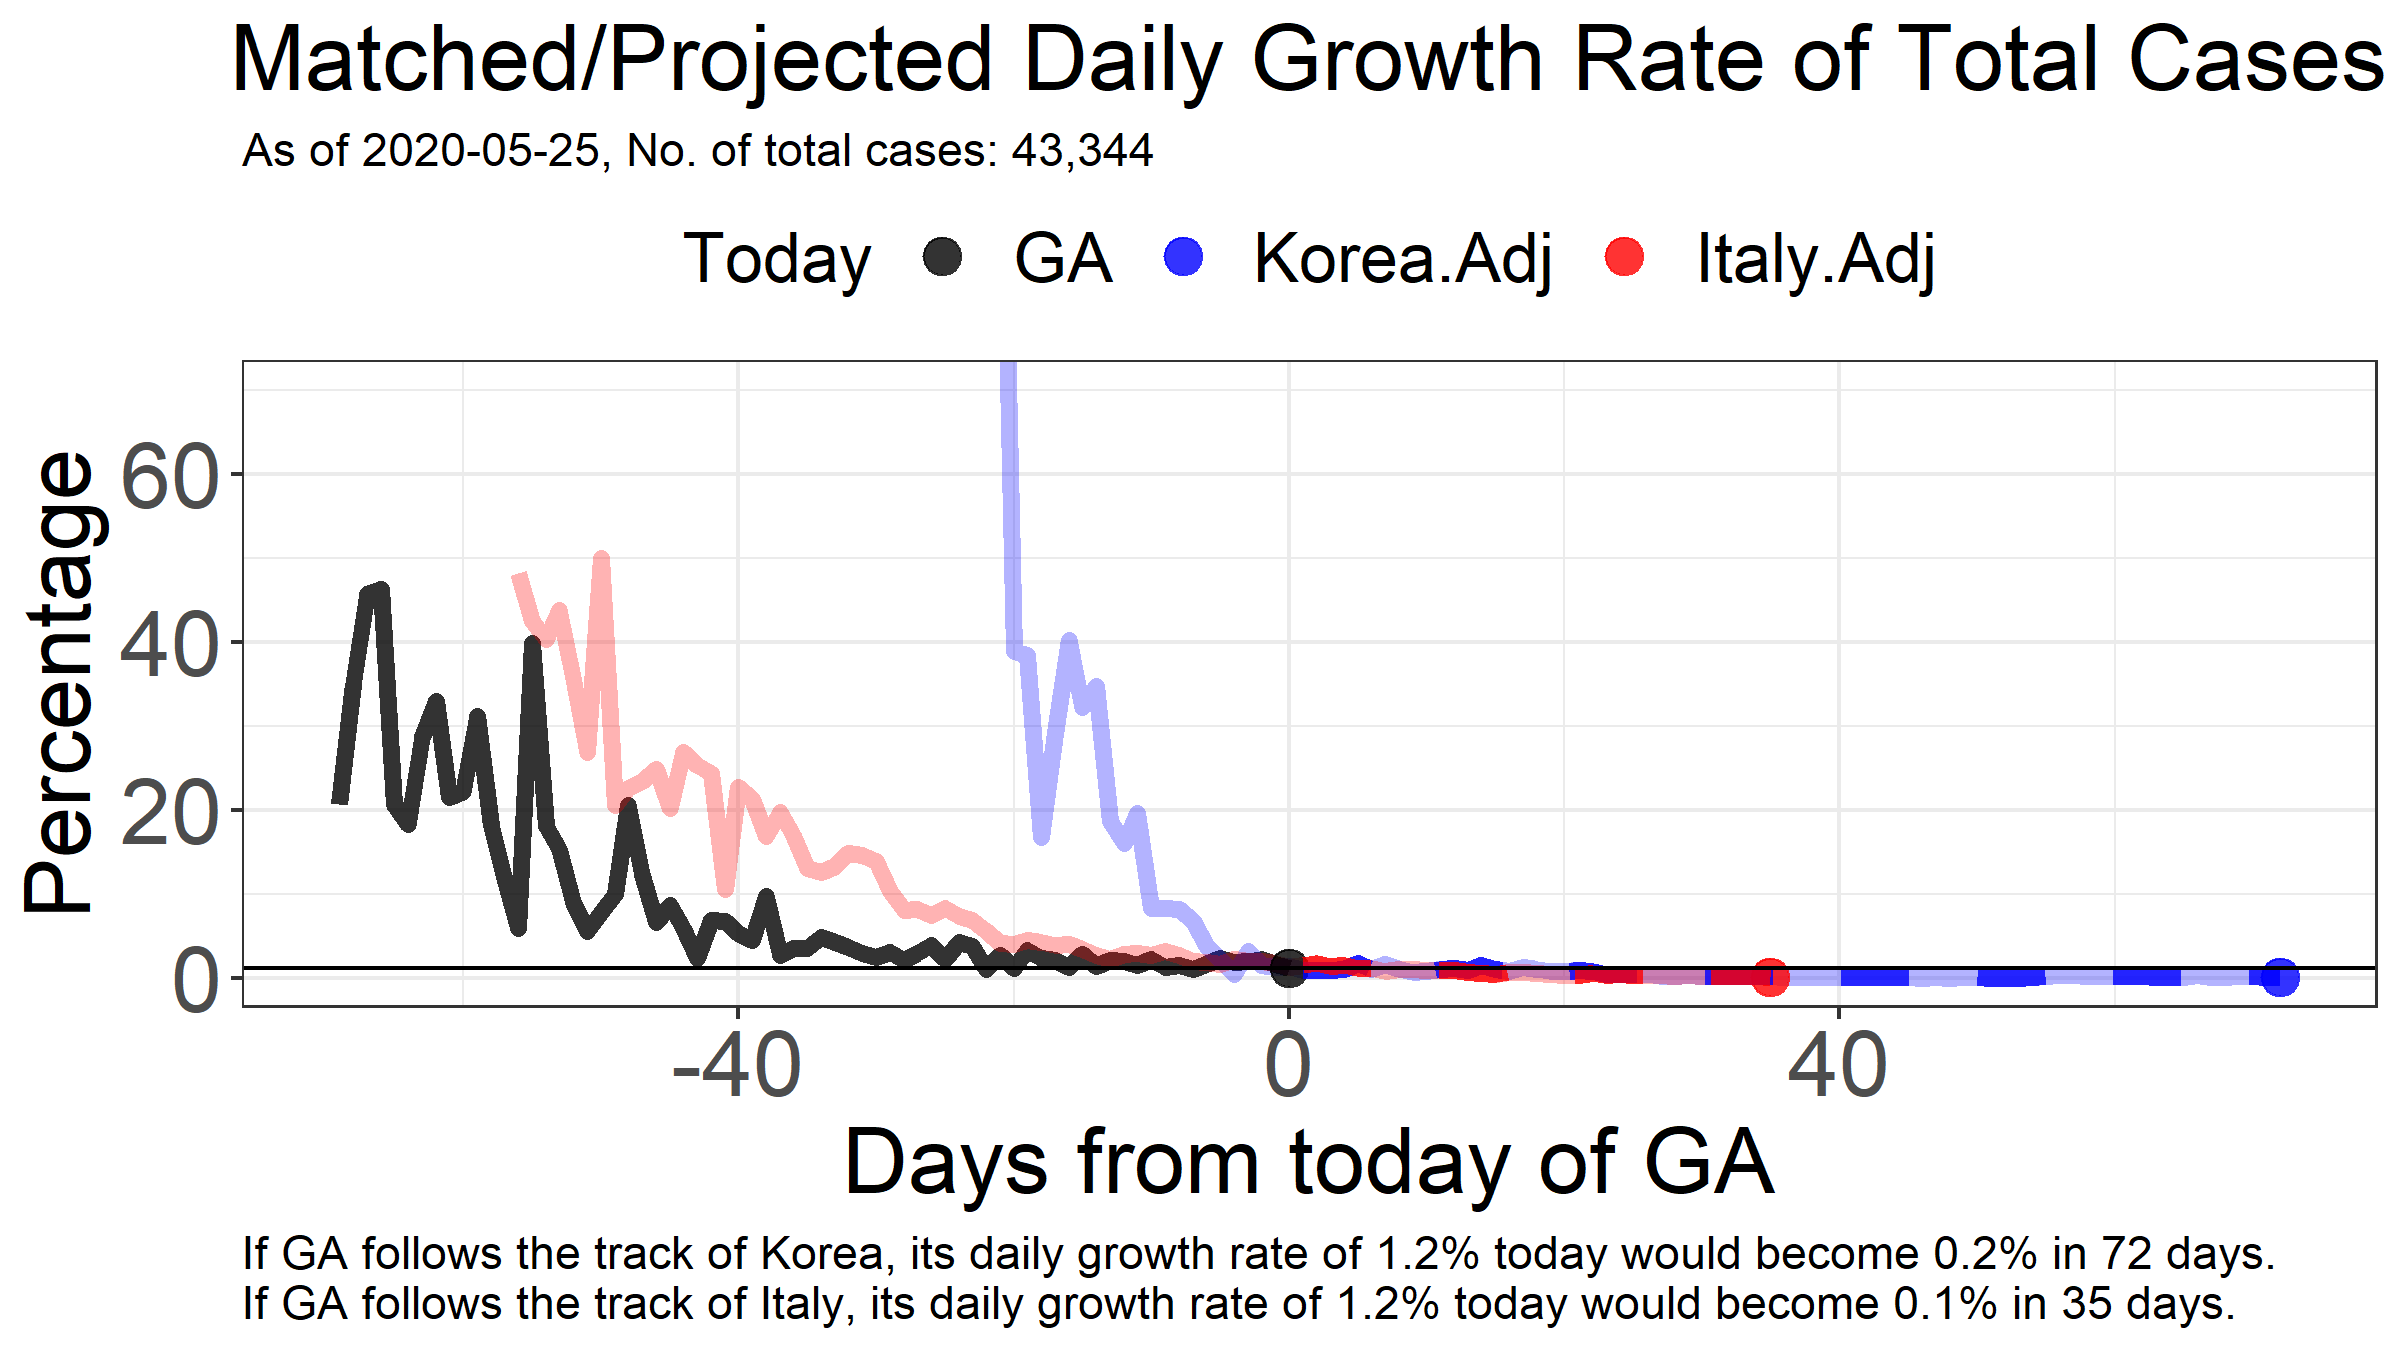 Matched/Projected Daily Growth Rate of Total Cases
As of 2020-05-25, No. of total cases: 43,344
Today GA Korea.Adj Italy.Adj
Percentage
60
40
20
0
-40 0 40
Days from today of GA
If GA follows the track of Korea, its daily growth rate of 1.2% today would become 0.2% in 72 days.
If GA follows the track of Italy, its daily growth rate of 1.2% today would become 0.1% in 35 days.